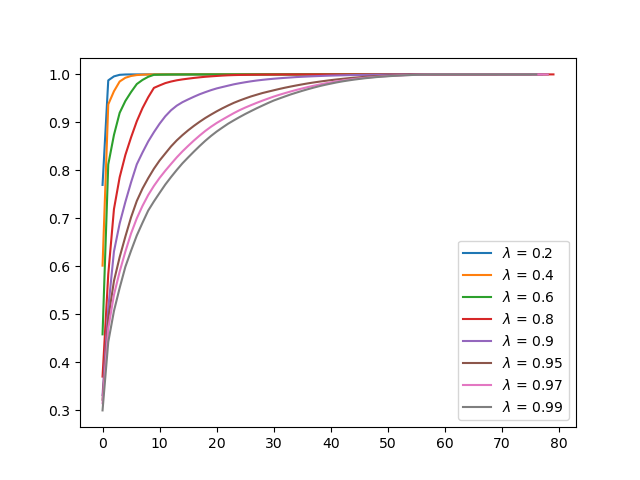 1.0
0.9
0.8
0.7
0.6
0.5
0.4
0.3
λ = 0.2
λ = 0.4
λ = 0.6
λ = 0.8
λ = 0.9
λ = 0.95
λ = 0.97
λ = 0.99
0 10 20 30 40 50 60 70 80